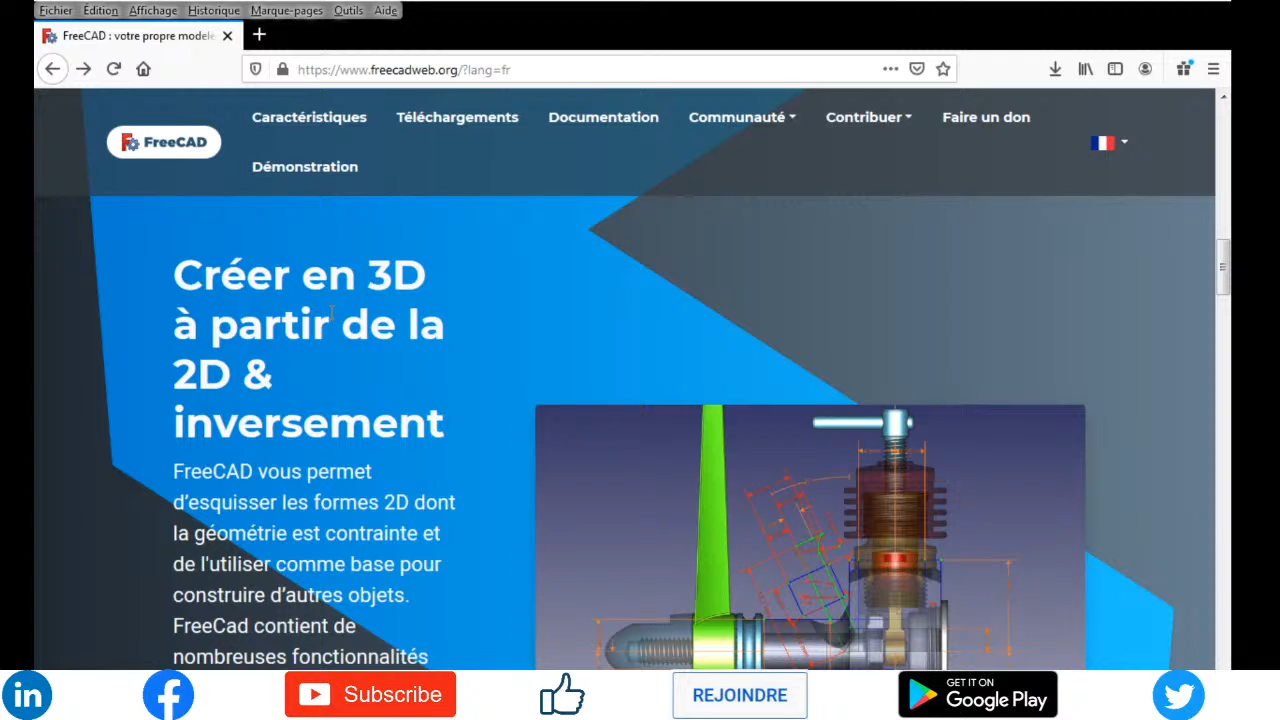 Fichier Édition Affichage Historique Marque-pages Outils Aide
FreeCAD : votre propre modele
https://www.freecadweb.org/?lang=fr
FreeCAD
Caractéristiques Téléchargements Documentation Communauté Contribuer Faire un don
Démonstration
Créer en 3D
à partir de la
2D &
inversement
FreeCAD vous permet
d’esquisser les formes 2D dont
la géométrie est contrainte et
de l'utiliser comme base pour
construire d’autres objets.
FreeCad contient de
nombreuses fonctionnalités
in f Subscribe REJOINDRE GET IT ON
Google Play